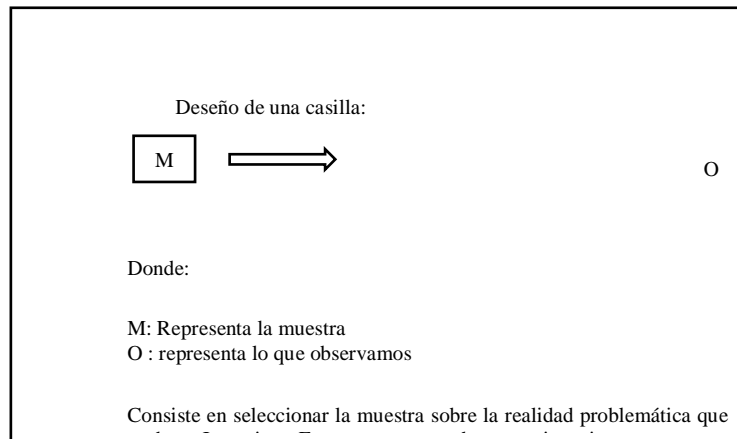 Deseño de una casilla:
M O
Donde:
M: Representa la muestra
O : representa lo que observamos
Consiste en seleccionar la muestra sobre la realidad problemática que